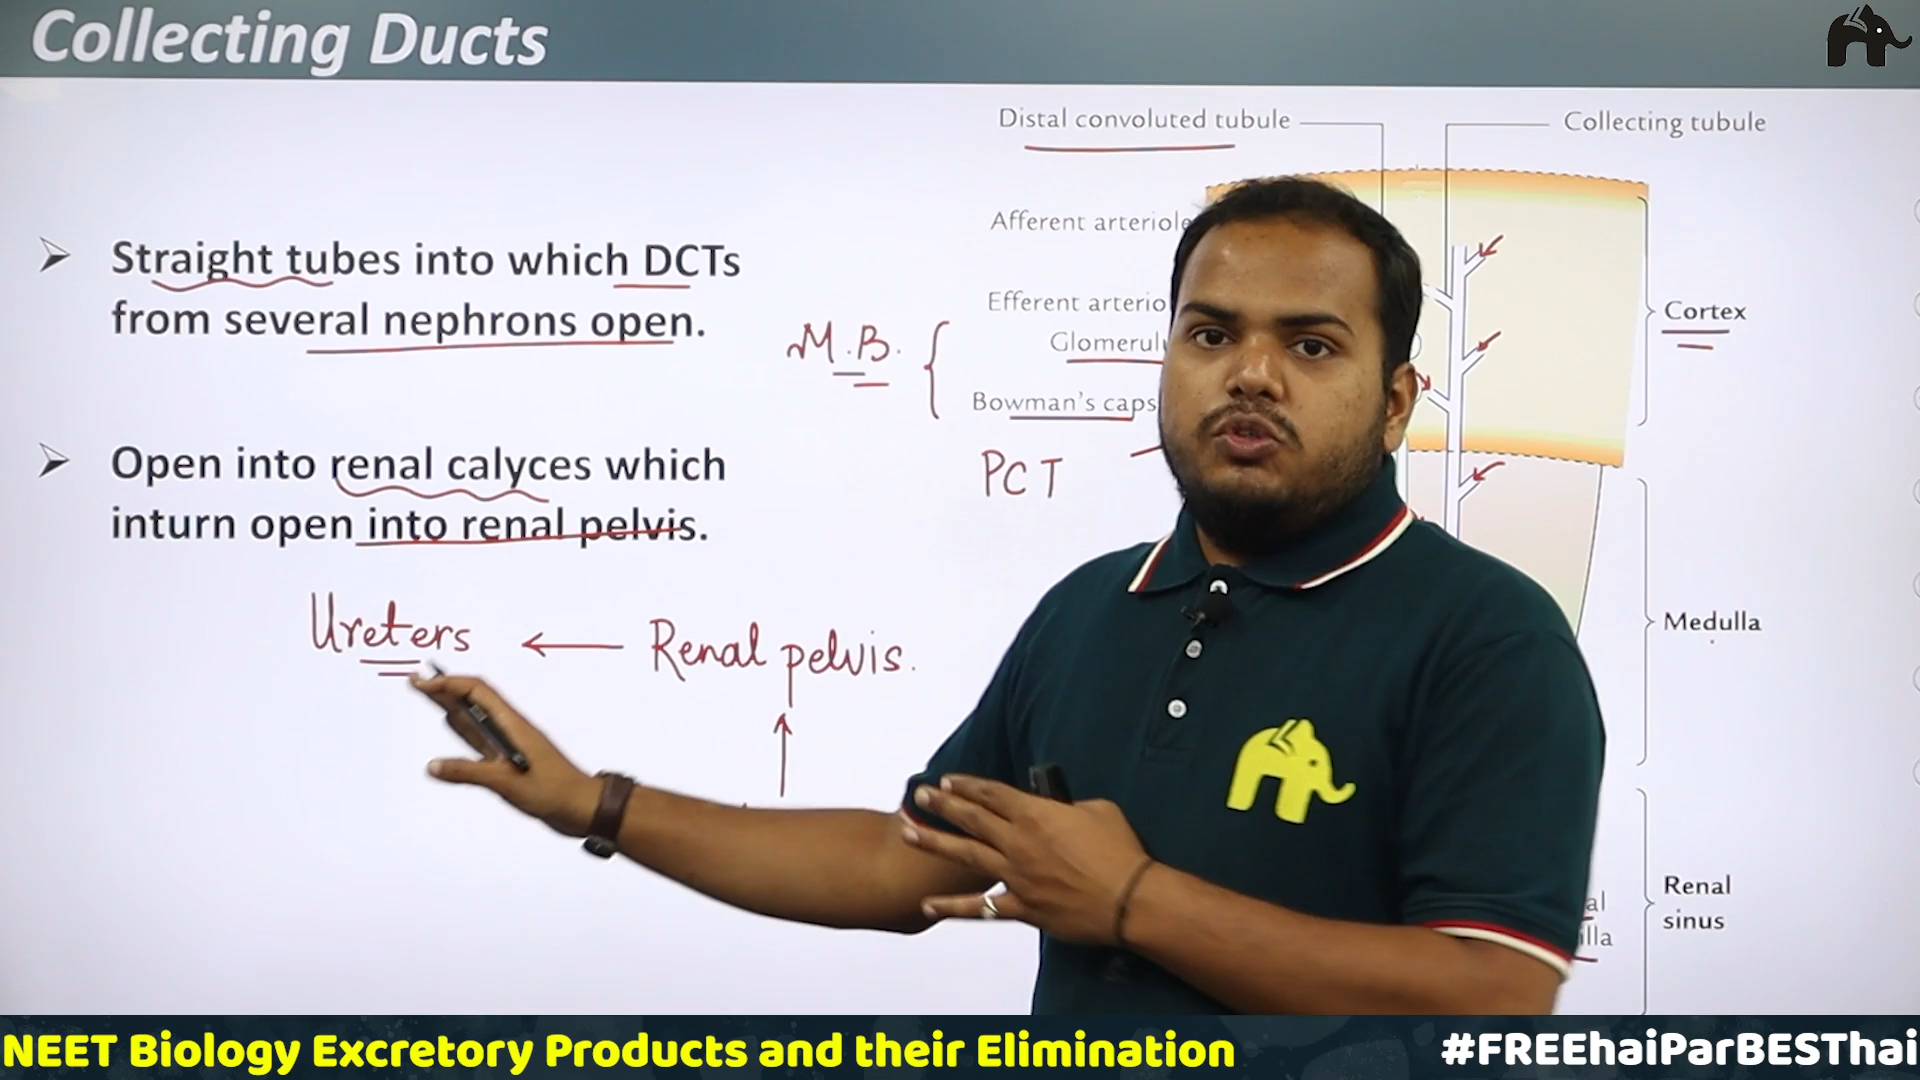 Collecting Ducts
Distal convoluted tubule
Collecting tubule
Afferent arteriole
Straight tubes into which DCTs
from several nephrons open.
Efferent arterio
Cortex
M.B.
Glomerul
Bowman's caps
Open into renal calyces which
inturn open into renal pelvis.
PCT
Ureters ← Renal pelvis.
Medulla
Renal
sinus
al
illa
NEET Biology Excretory Products and their Elimination
#FREEhaiParBESThai